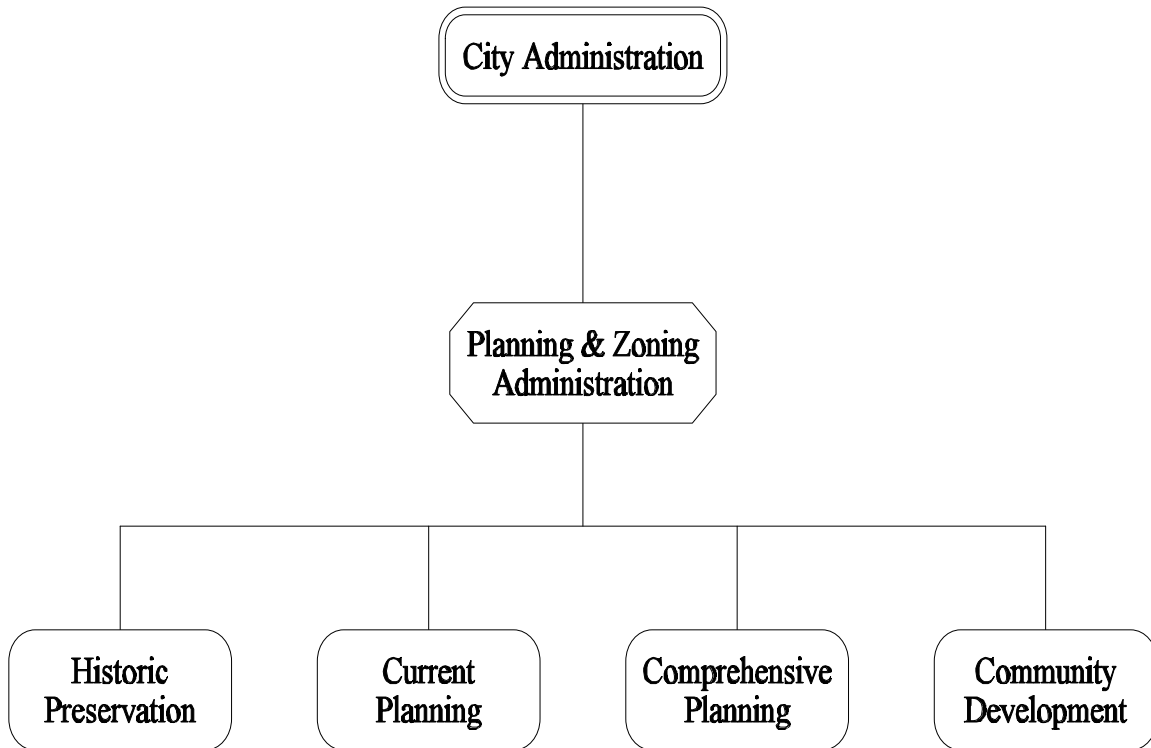 City Administration
Planning & Zoning
Administration
Historic
Preservation
Current
Planning
Comprehensive
Planning
Community
Development